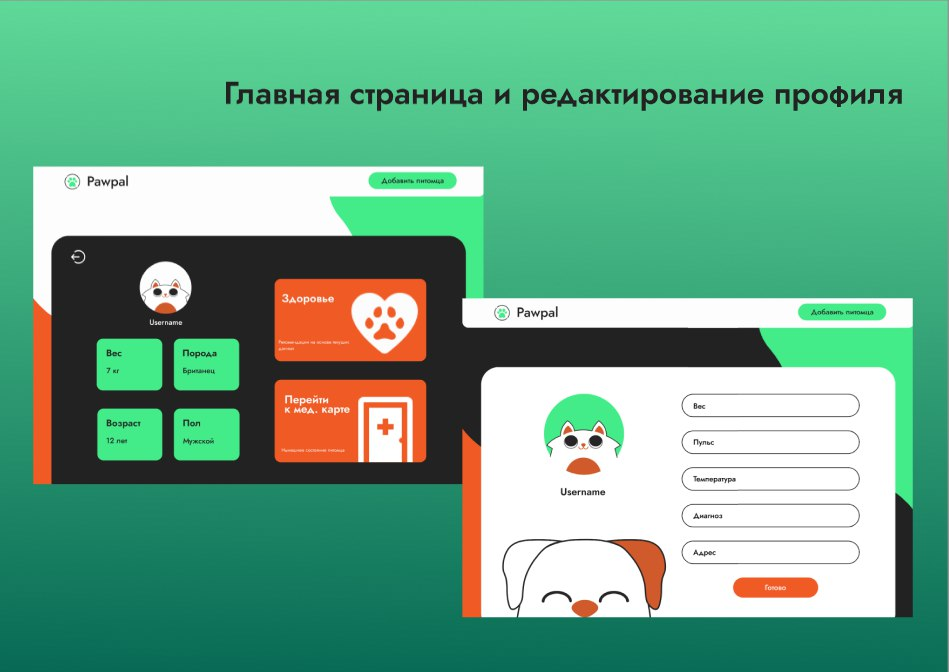 Главная страница и редактирование профиля
Pawpal
Добавить питомца
Username
Здоровье
Рекомендации на основе текущих
данных
Вес
7 кг
Порода
Британец
Возраст
12 лет
Пол
Мужской
Перейти
к мед. карте
питомца
Pawpal
Добавить питомца
Username
Вес
Пульс
Температура
Диагноз
Адрес
Готово